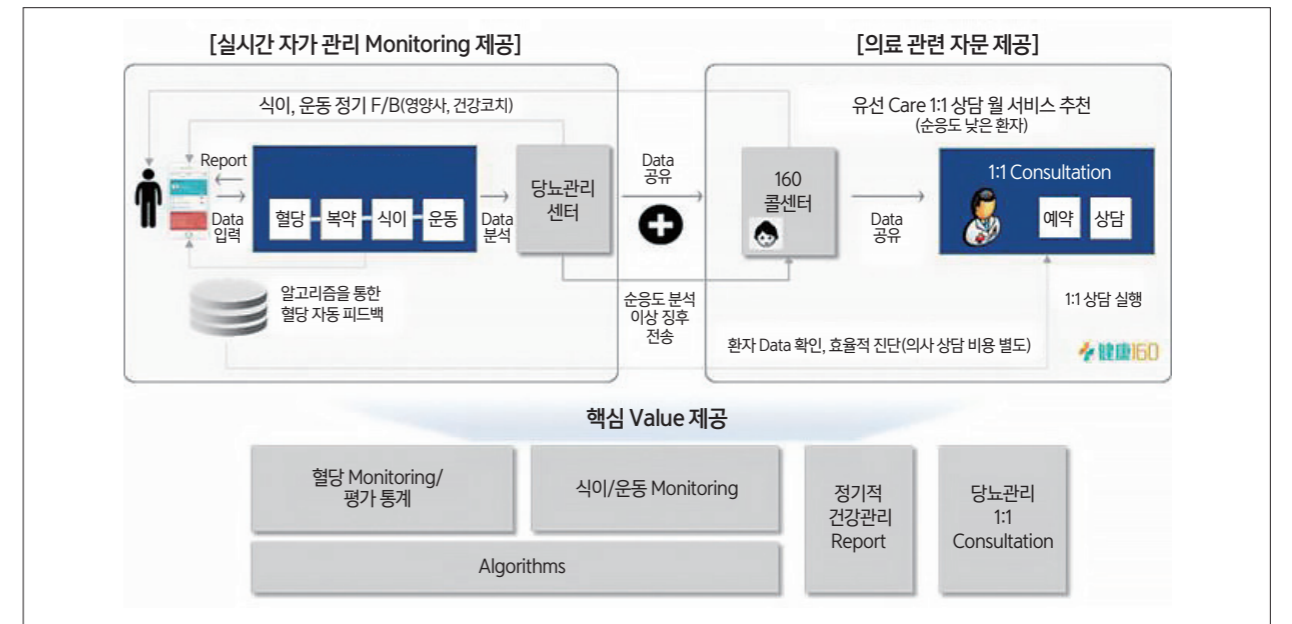 [실시간 자가 관리 Monitoring 제공]
식이, 운동 정기 F/B(영양사, 건강코치)
Report
Data
입력
혈당
복약
식이
운동
Data
분석
당뇨관리
센터
알고리즘을 통한
혈당 자동 피드백
Data
공유
순응도 분석
이상 징후
전송
[의료 관련 자문 제공]
유선 Care 1:1 상담 월 서비스 추천
(순응도 낮은 환자)
160
콜센터
Data
공유
1:1 Consultation
예약
상담
1:1 상담 실행
환자 Data 확인, 효율적 진단(의사 상담 비용 별도)
健康160
핵심 Value 제공
혈당 Monitoring/
평가 통계
식이/운동 Monitoring
Algorithms
정기적
건강관리
Report
당뇨관리
1:1
Consultation